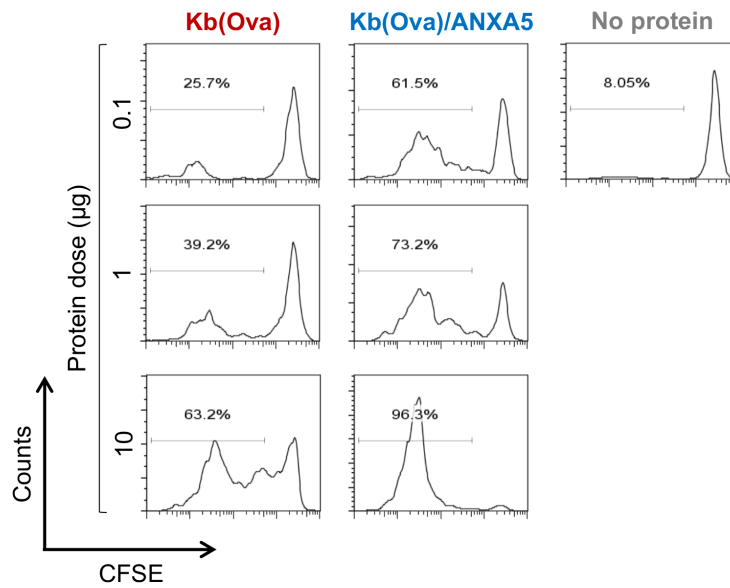 Kb(Ova) Kb(Ova)/ANXA5 No protein
25.7% 61.5% 8.05%
0.1
39.2% 73.2%
1
63.2% 96.3%
10
Protein dose (µg)
Counts
CFSE